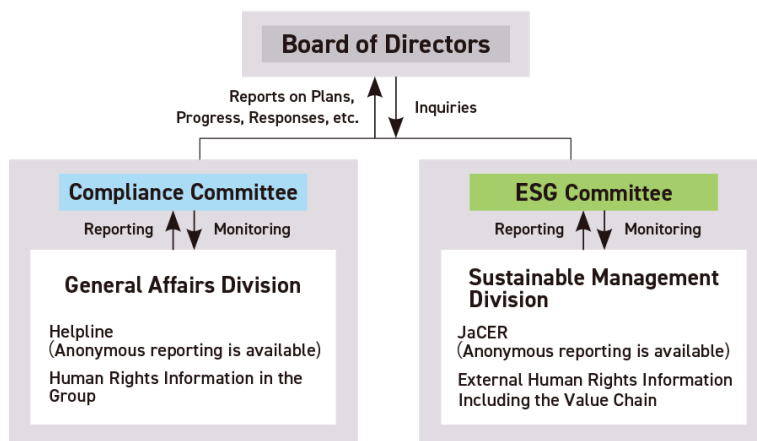 Board of Directors
Reports on Plans,
Progress, Responses, etc.
Inquiries
Compliance Committee
Reporting
Monitoring
General Affairs Division
Helpline
(Anonymous reporting is available)
Human Rights Information in the
Group
ESG Committee
Reporting
Monitoring
Sustainable Management
Division
JaCER
(Anonymous reporting is available)
External Human Rights Information
Including the Value Chain